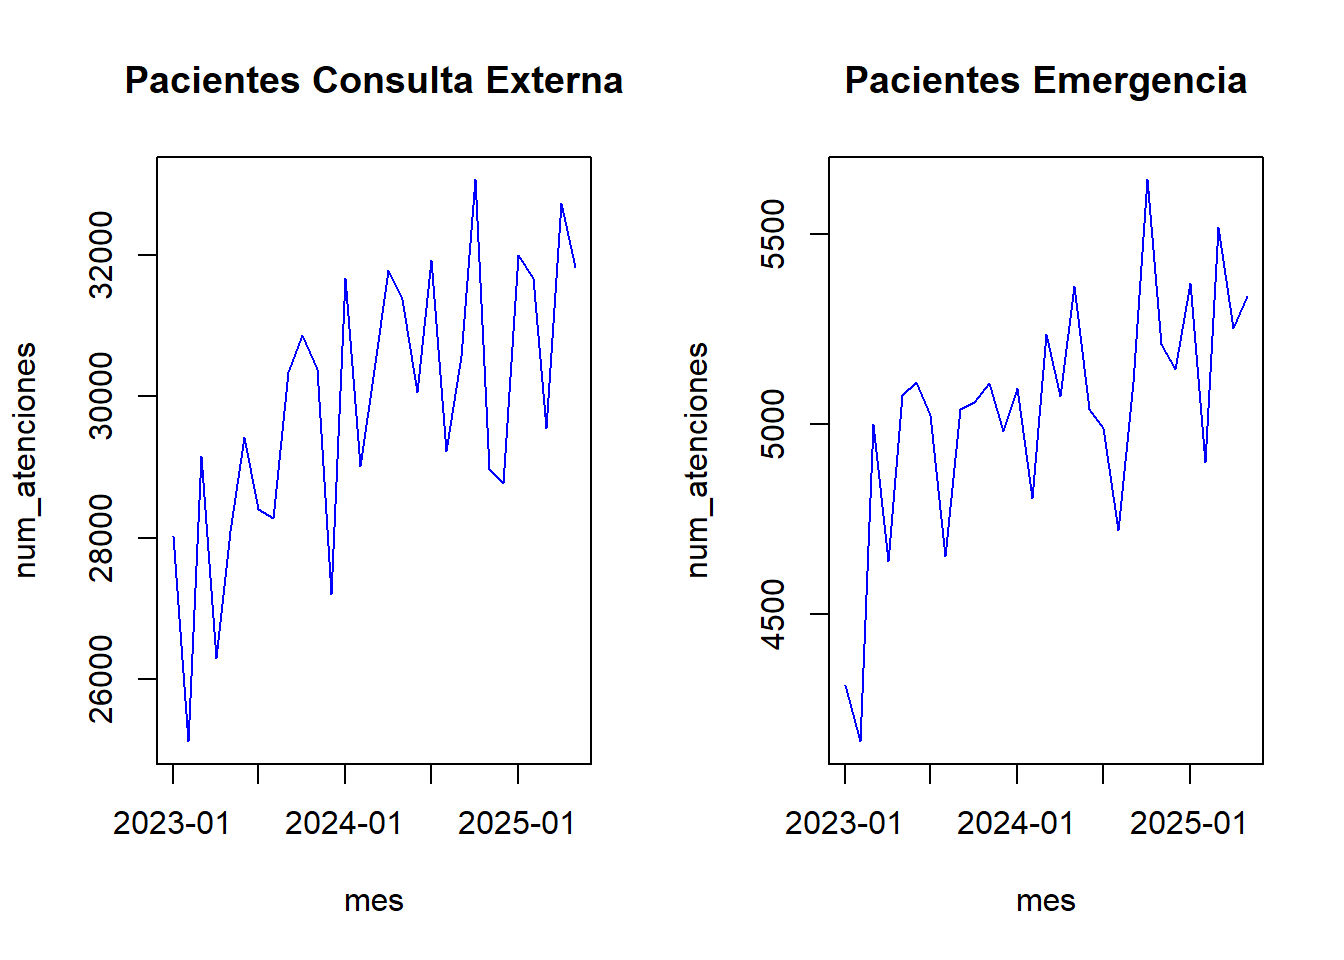 Pacientes Consulta Externa
num_atenciones
32000
30000
28000
26000
2023-01 2024-01 2025-01
mes
Pacientes Emergencia
num_atenciones
5500
5000
4500
2023-01 2024-01 2025-01
mes